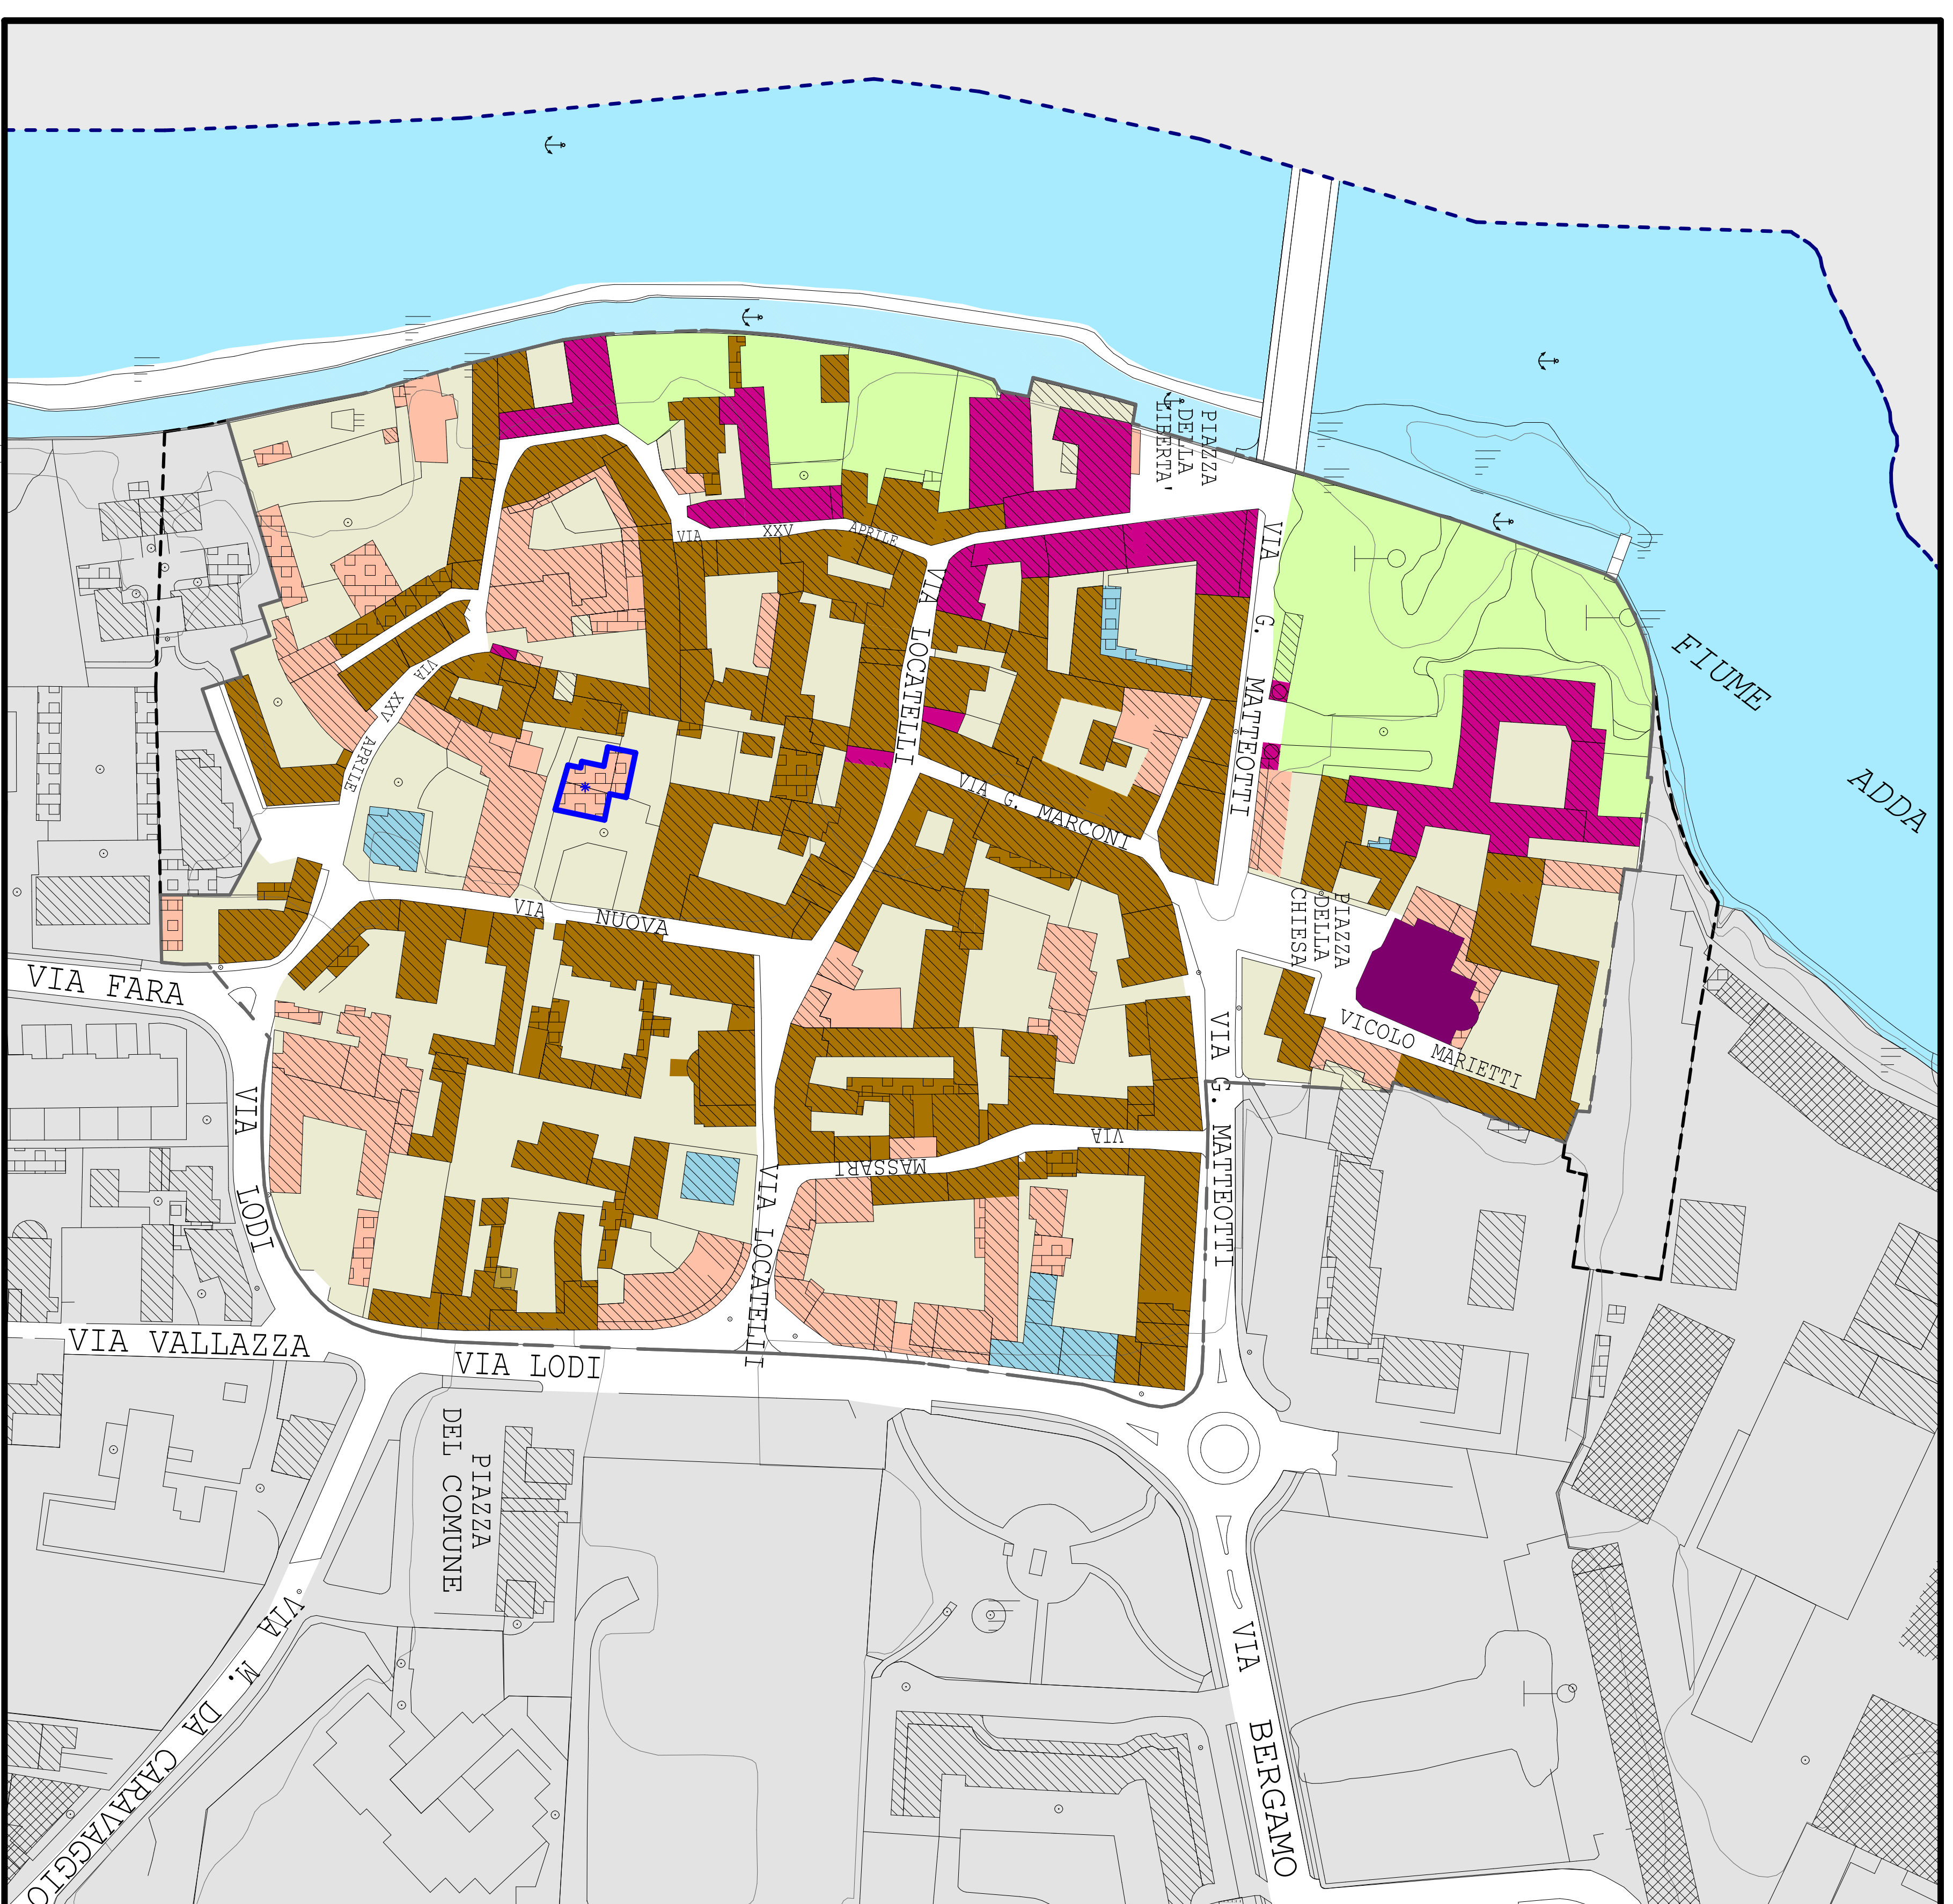 PIAZZA
DELLA
LIBERTA'
VIA XXV APRILE
VIA G. MATTEOTTI
VIA LOCATELLI
FIUME ADDA
VIA XXV APRILE
VIA G. MARCONI
PIAZZA
DELLA
CHIESA
VIA NUOVA
VIA FARA
VICOLO MARIETTI
VIA G. MATTEOTTI
VIA LODI
VIA MASSARI
VIA LOCATELLI
VIA VALLAZZA
VIA LODI
PIAZZA
DEL COMUNE
VIA M. DA CARAVAGGIO
VIA BERGAMO